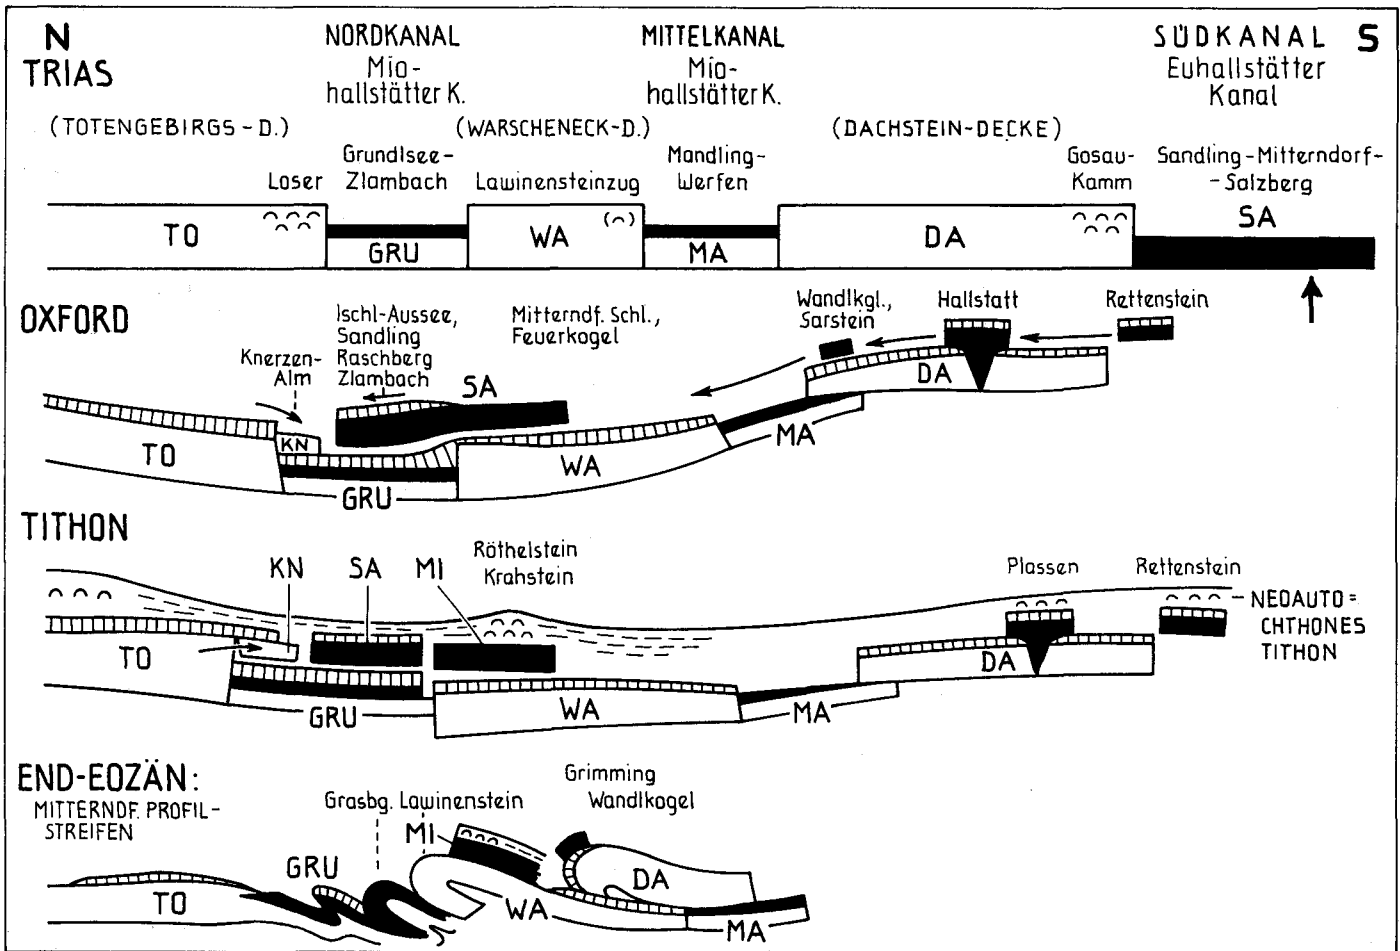 N
TRIAS
NORDKANAL
Mio-
hallstätter K.
MITTELKANAL
Mio-
hallstätter K.
SÜDKANAL S
Euhallstätter
Kanal
(TOTENGEBIRGS-D.)
(WARSCHENECK-D.)
(DACHSTEIN-DECKE)
Loser
Grundlsee-
Zlambach
Lawinensteinzug
Mandling-
Werfen
Gosau-
Kamm
Sandling-Mitterndorf-
-Salzberg
TO
GRU
WA
MA
DA
SA
OXFORD
Knerzen-
Alm
Ischl-Aussee,
Sandling
Raschberg
Zlambach
SA
Mitterndf. Schl.,
Feuerkogel
Wandlkgl.,
Sarstein
Hallstatt
Rettenstein
TO
KN
GRU
WA
MA
DA
TITHON
KN
SA
MI
Röthelstein
Krahstein
Plassen
Rettenstein
- NEOAUTO=
CHTHONES
TITHON
TO
GRU
WA
MA
DA
END-EOZÄN:
MITTERNDF. PROFIL-
STREIFEN
Grasbg. Lawinenstein
Grimming
Wandlkogel
MI
GRU
TO
WA
DA
MA